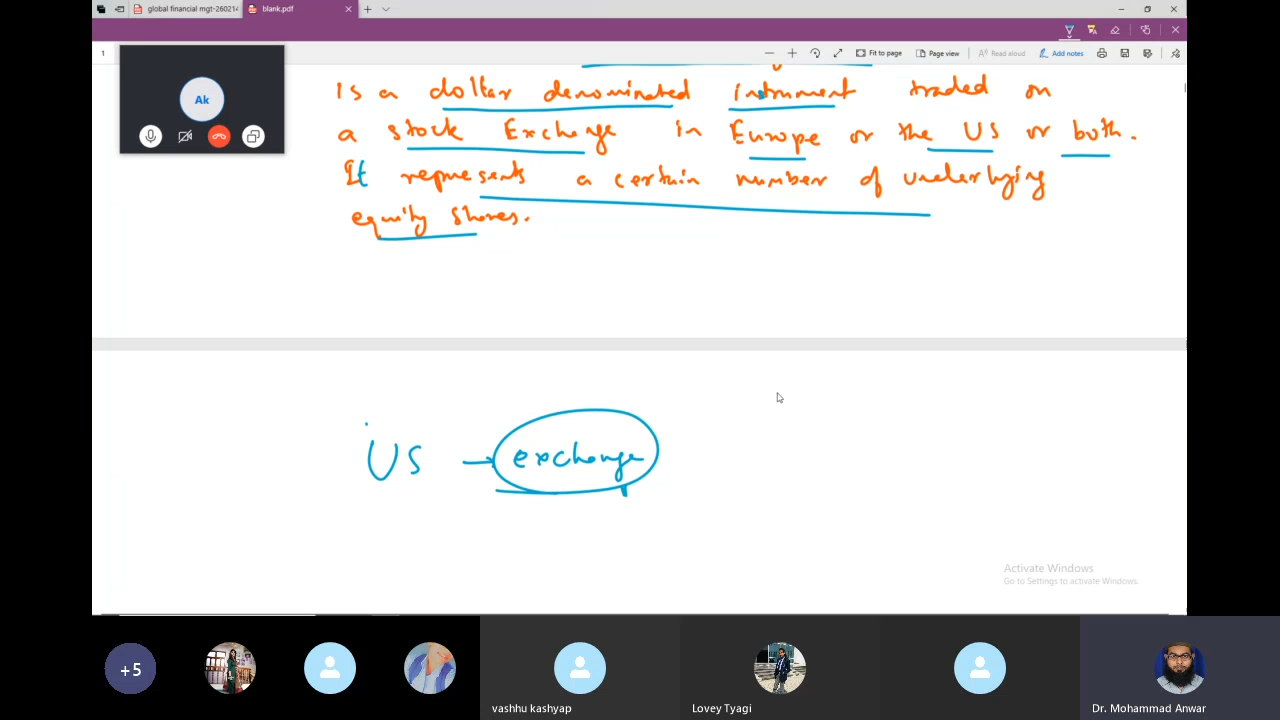 global financial mgt-260214
blank.pdf
1
Fit to page
Page view
Read aloud
Add notes
Ak
is a dollar denominated instrument traded on
a stock Exchange in Europe or the US or both.
It represents a certain number of underlying
equity shares.
US → exchange
Activate Windows
Go to Settings to activate Windows.
+5
vashhu kashyap
Lovey Tyagi
Dr. Mohammad Anwar